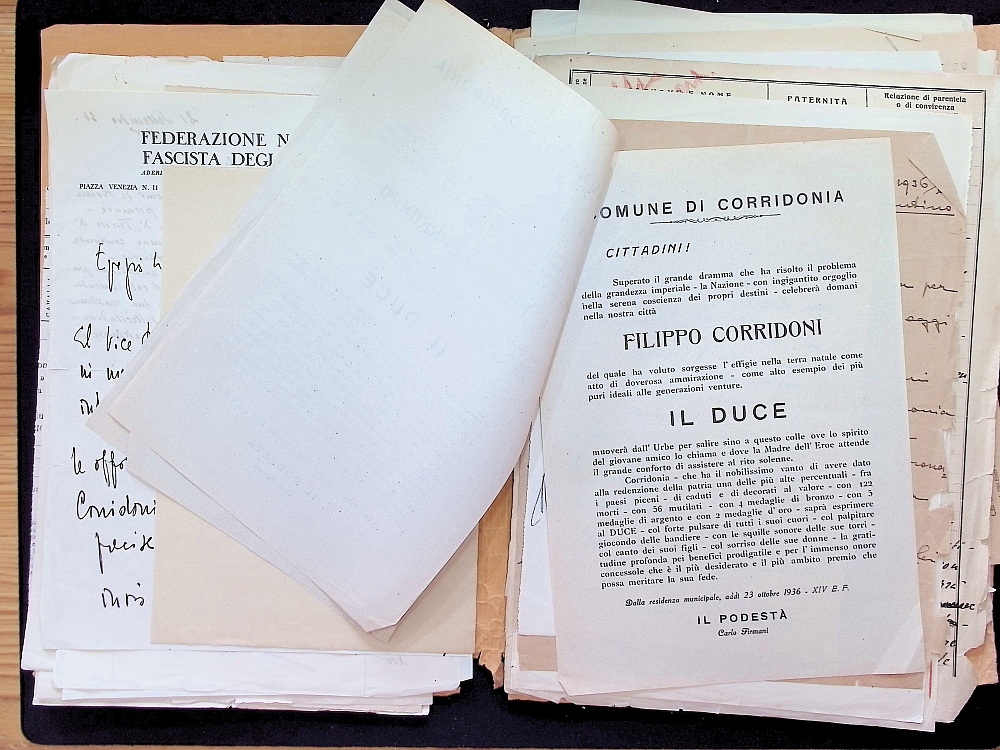 FEDERAZIONE N
FASCISTA DEGI
ADERI
PIAZZA VENEZIA N. 11
le offo
Corridoni
precise
NOME
PATERNITÀ
Relazione di parentela
o di convivenza
1936
per
oggi
COMUNE DI CORRIDONIA
CITTADINI!
Superato il grande dramma che ha risolto il problema
della grandezza imperiale - la Nazione - con ingigantito orgoglio
nella serena coscienza dei propri destini - celebrerà domani
nella nostra città
FILIPPO CORRIDONI
del quale ha voluto sorgesse l'effigie nella terra natale come
atto di doverosa ammirazione - come alto esempio dei più
puri ideali alle generazioni venture.
IL DUCE
muoverà dall'Urbe per salire sino a questo colle ove lo spirito
del giovane amico lo chiama e dove la Madre dell'Eroe attende
il grande conforto di assistere al rito solenne.
Corridonia - che ha il nobilissimo vanto di avere dato
alla redenzione della patria una delle più alte percentuali - fra
i paesi piceni - di caduti e di decorati al valore - con 122
morti - con 56 mutilati - con 4 medaglie di bronzo - con 5
medaglie di argento e con 2 medaglie d'oro - saprà esprimere
al DUCE - col forte pulsare di tutti i suoi cuori - col palpitare
giocondo delle bandiere - con le squille sonore delle sue torri -
col canto dei suoi figli - col sorriso delle sue donne - la grati-
tudine profonda pei benefici prodigatile e per l'immenso onore
concessole che è il più desiderato e il più ambito premio che
possa meritare la sua fede.
Dalla residenza municipale, addì 23 ottobre 1936 - XIV E. F.
IL PODESTÀ
Carlo Firmani